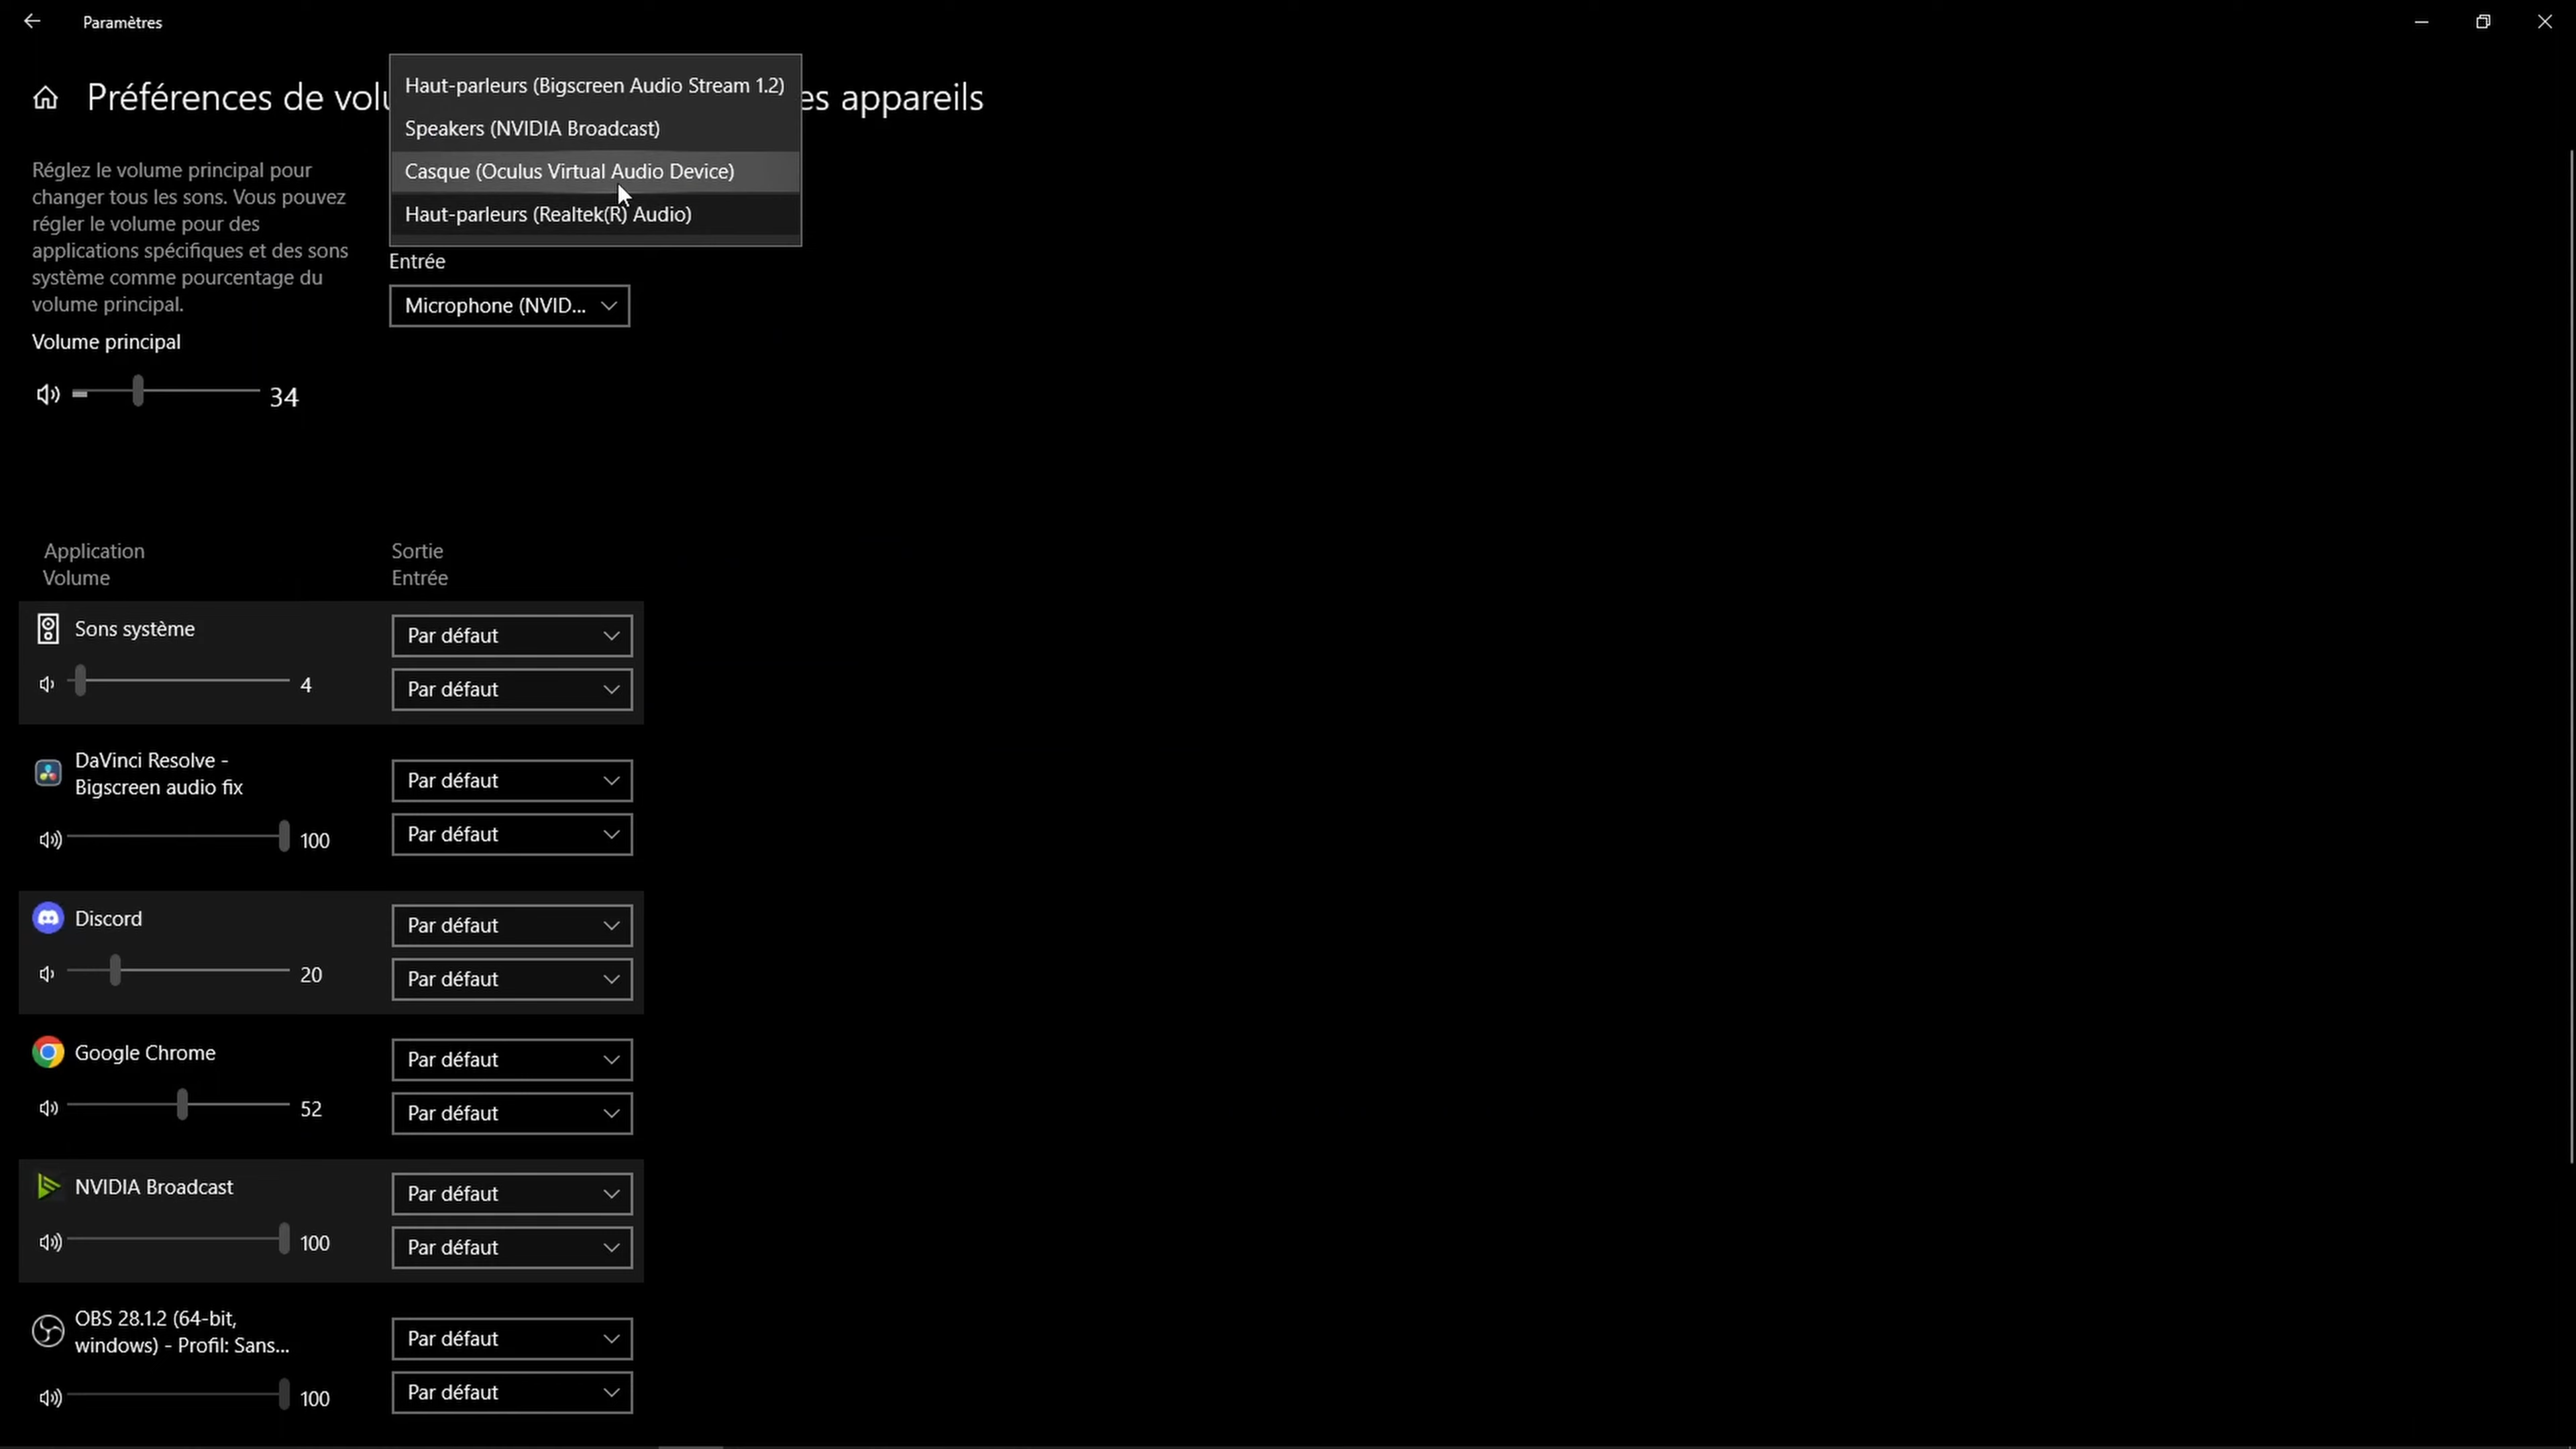 Paramètres
Préférences de volu
es appareils
Haut-parleurs (Bigscreen Audio Stream 1.2)
Speakers (NVIDIA Broadcast)
Casque (Oculus Virtual Audio Device)
Haut-parleurs (Realtek(R) Audio)
Réglez le volume principal pour
changer tous les sons. Vous pouvez
régler le volume pour des
applications spécifiques et des sons
système comme pourcentage du
volume principal.
Entrée
Microphone (NVID...
Volume principal
34
Application
Volume
Sortie
Entrée
Sons système
Par défaut
4
Par défaut
DaVinci Resolve -
Bigscreen audio fix
Par défaut
100
Par défaut
Discord
Par défaut
20
Par défaut
Google Chrome
Par défaut
52
Par défaut
NVIDIA Broadcast
Par défaut
100
Par défaut
OBS 28.1.2 (64-bit,
windows) - Profil: Sans...
Par défaut
100
Par défaut